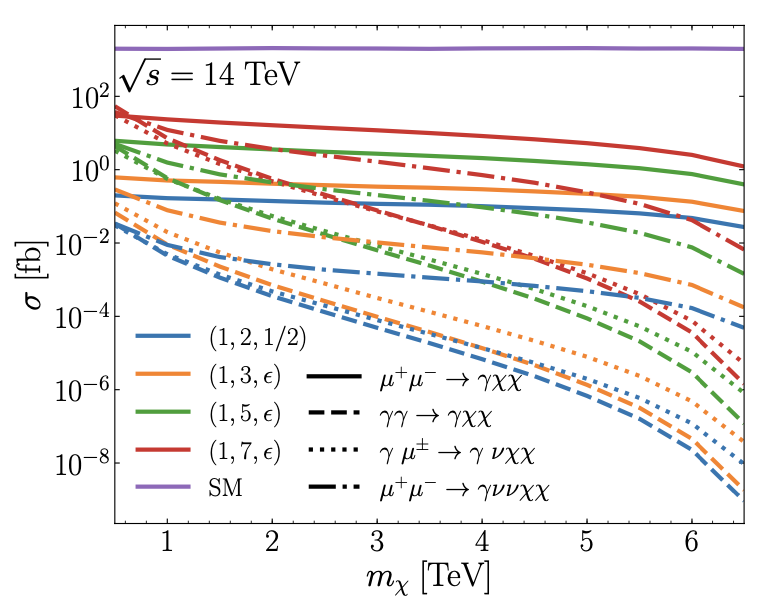 √s = 14 TeV
10²
10⁰
10⁻²
10⁻⁴
10⁻⁶
10⁻⁸
σ [fb]
(1, 2, 1/2)
(1, 3, ϵ)
(1, 5, ϵ)
(1, 7, ϵ)
SM
μ⁺μ⁻ → γχχ
γγ → γχχ
γ μ± → γ νχχ
μ⁺μ⁻ → γννχχ
1 2 3 4 5 6
mᵪ [TeV]